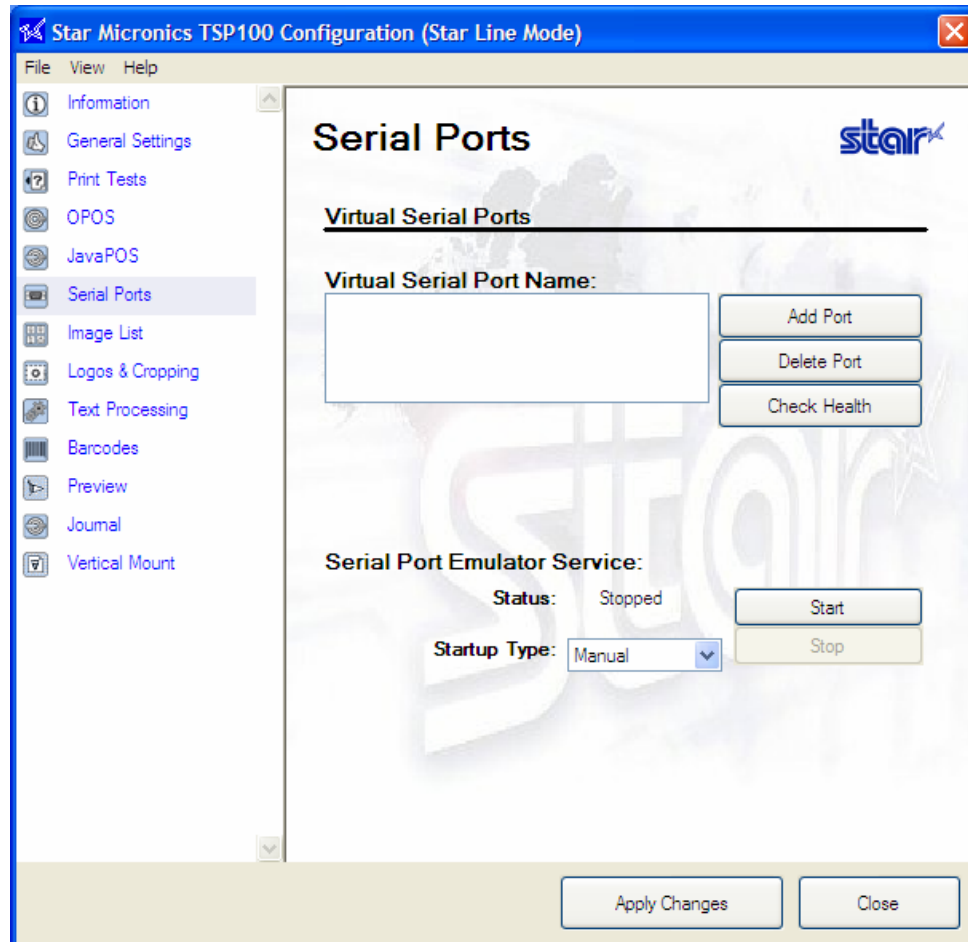 Star Micronics TSP100 Configuration (Star Line Mode)
File View Help
Information
General Settings
Print Tests
OPOS
JavaPOS
Serial Ports
Image List
Logos & Cropping
Text Processing
Barcodes
Preview
Journal
Vertical Mount
Serial Ports
star
Virtual Serial Ports
Virtual Serial Port Name:
Add Port
Delete Port
Check Health
star
Serial Port Emulator Service:
Status: Stopped
Start
Startup Type: Manual
Stop
Apply Changes
Close